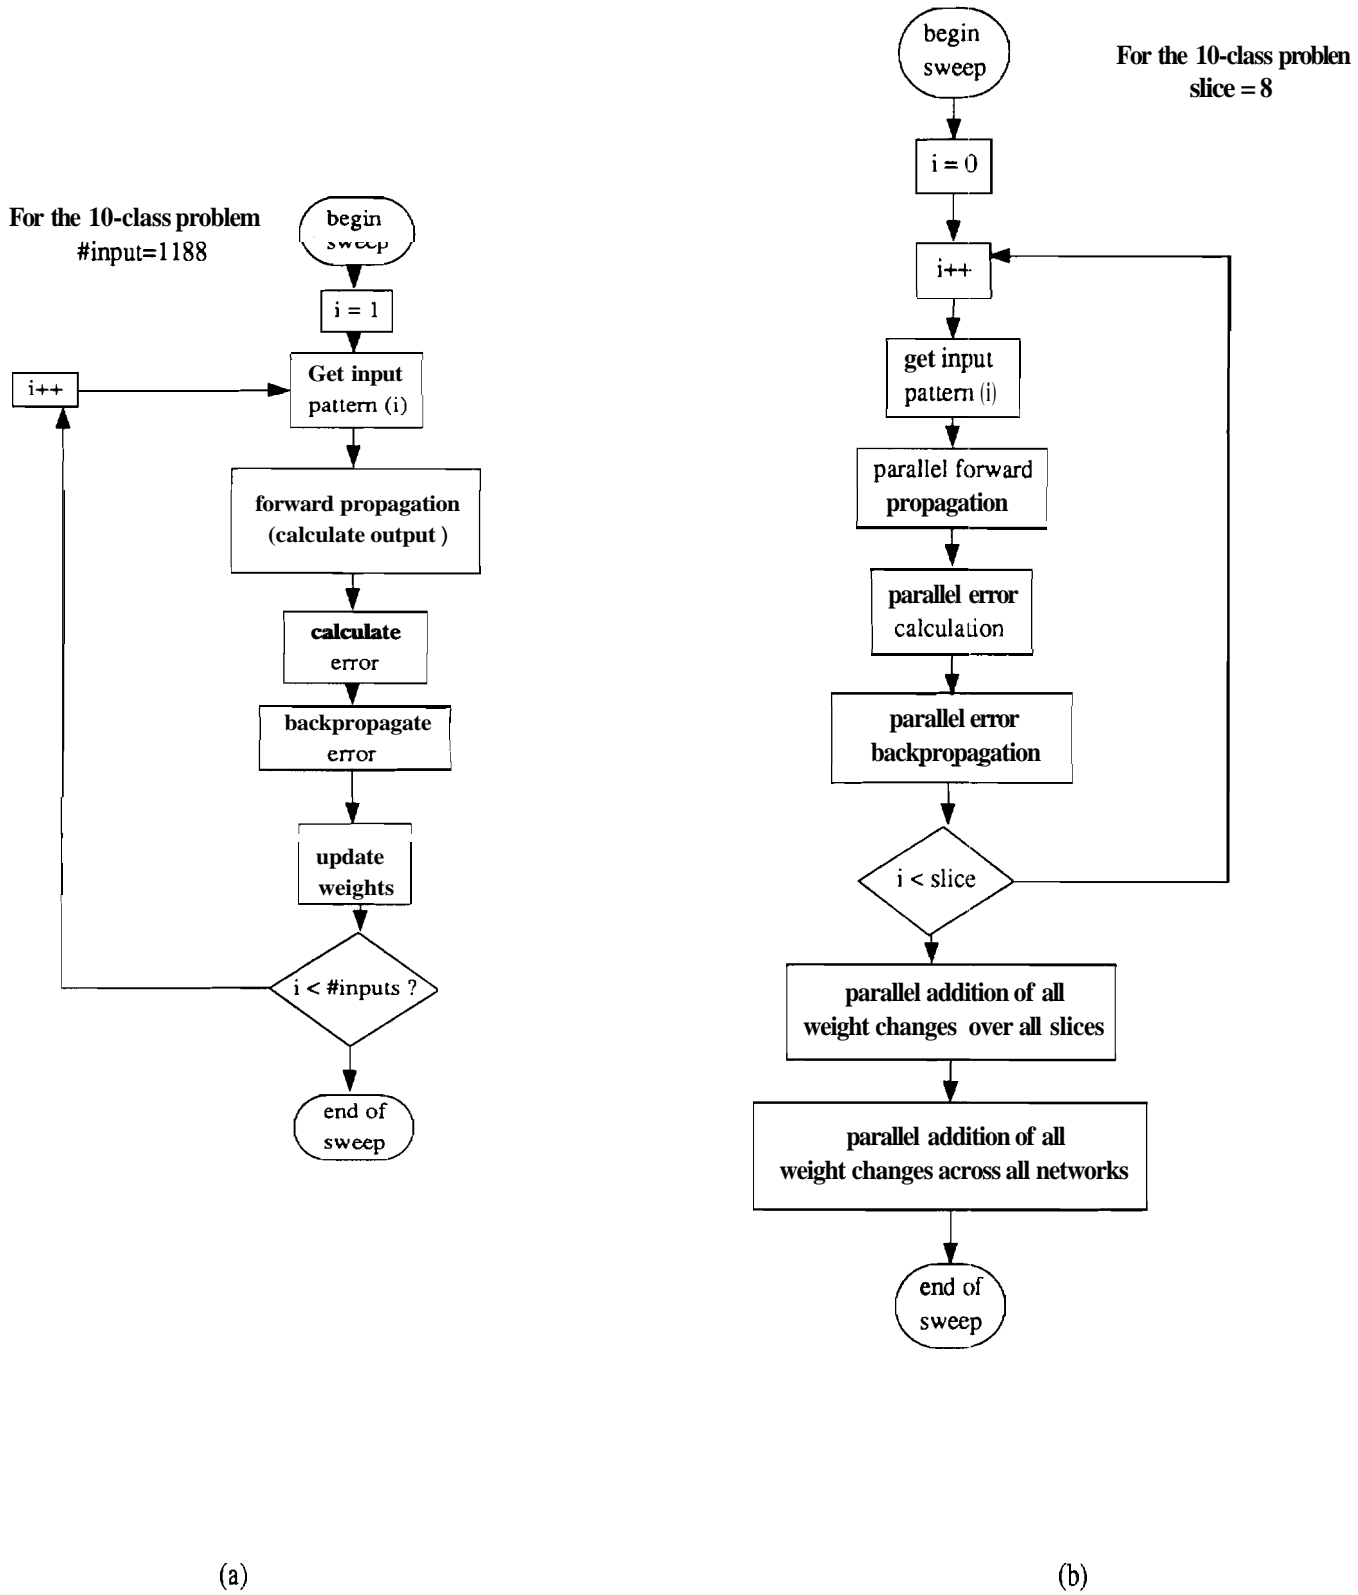 For the 10-class problem
#input=1188
begin
sweep
i = 1
Get input
pattern (i)
i++
forward propagation
(calculate output )
calculate
error
backpropagate
error
update
weights
i < #inputs ?
end of
sweep
(a)
For the 10-class problen
slice = 8
begin
sweep
i = 0
i++
get input
pattern (i)
parallel forward
propagation
parallel error
calculation
parallel error
backpropagation
i < slice
parallel addition of all
weight changes over all slices
parallel addition of all
weight changes across all networks
end of
sweep
(b)